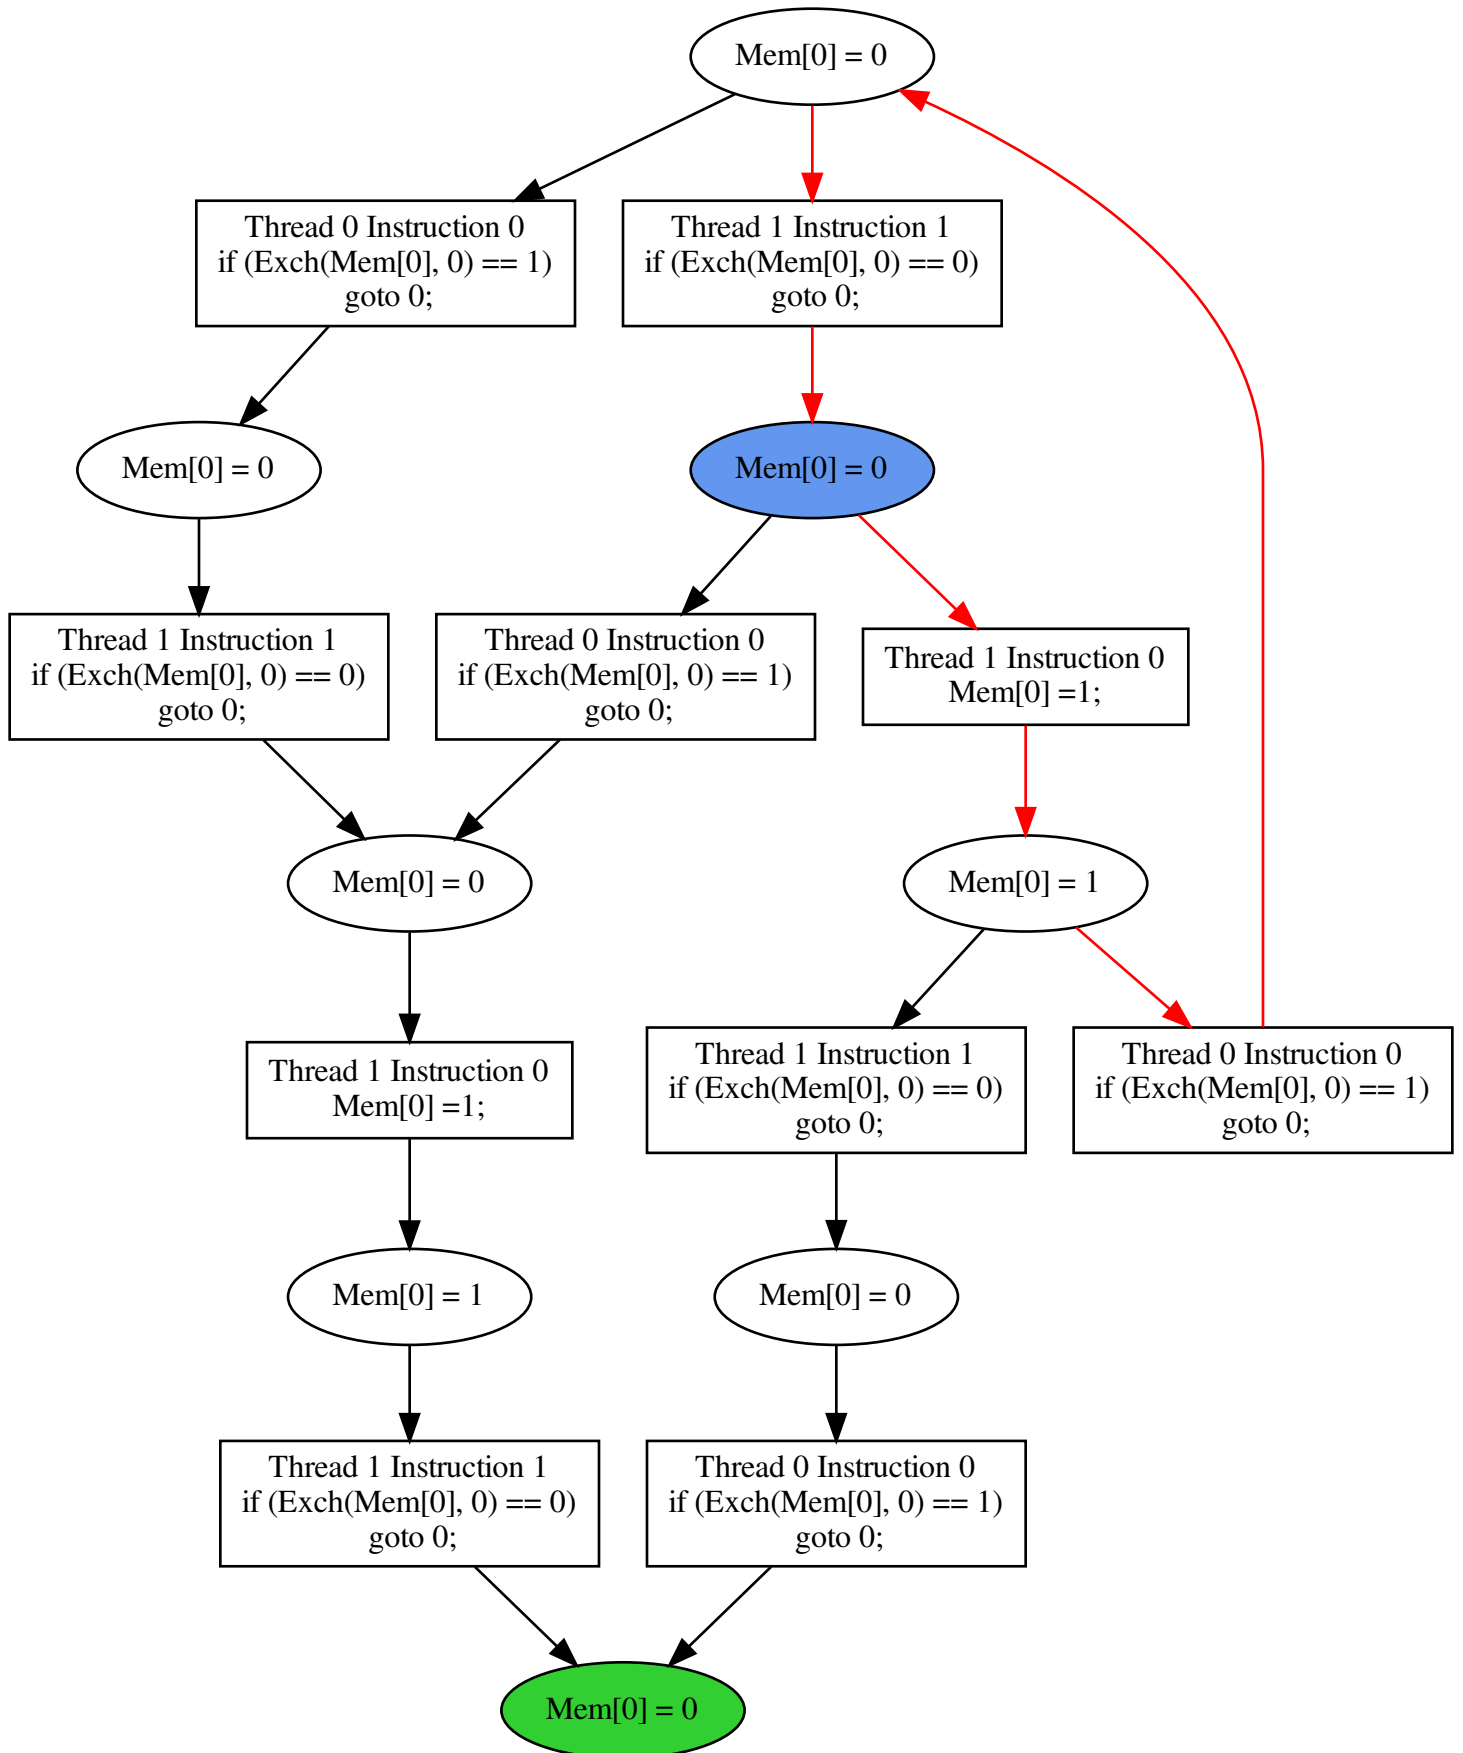 Mem[0] = 0
Thread 0 Instruction 0
if (Exch(Mem[0], 0) == 1)
goto 0;
Thread 1 Instruction 1
if (Exch(Mem[0], 0) == 0)
goto 0;
Mem[0] = 0
Mem[0] = 0
Thread 1 Instruction 1
if (Exch(Mem[0], 0) == 0)
goto 0;
Thread 0 Instruction 0
if (Exch(Mem[0], 0) == 1)
goto 0;
Thread 1 Instruction 0
Mem[0] =1;
Mem[0] = 0
Mem[0] = 1
Thread 1 Instruction 0
Mem[0] =1;
Thread 1 Instruction 1
if (Exch(Mem[0], 0) == 0)
goto 0;
Thread 0 Instruction 0
if (Exch(Mem[0], 0) == 1)
goto 0;
Mem[0] = 1
Mem[0] = 0
Thread 1 Instruction 1
if (Exch(Mem[0], 0) == 0)
goto 0;
Thread 0 Instruction 0
if (Exch(Mem[0], 0) == 1)
goto 0;
Mem[0] = 0